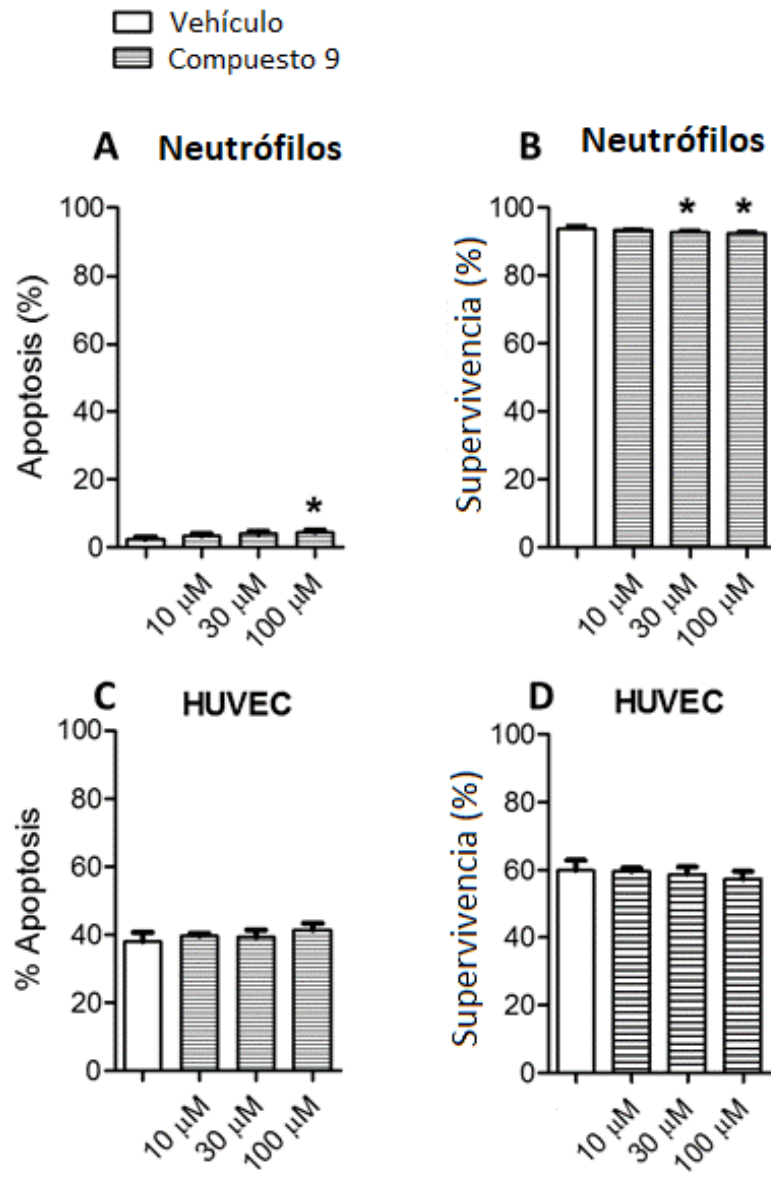 Vehículo
Compuesto 9
A Neutrófilos
B Neutrófilos
Apoptosis (%)
100
80
60
40
20
0
*
10 µM
30 µM
100 µM
Supervivencia (%)
100
80
60
40
20
0
* *
10 µM
30 µM
100 µM
C HUVEC
D HUVEC
% Apoptosis
100
80
60
40
20
0
10 µM
30 µM
100 µM
Supervivencia (%)
100
80
60
40
20
0
10 µM
30 µM
100 µM